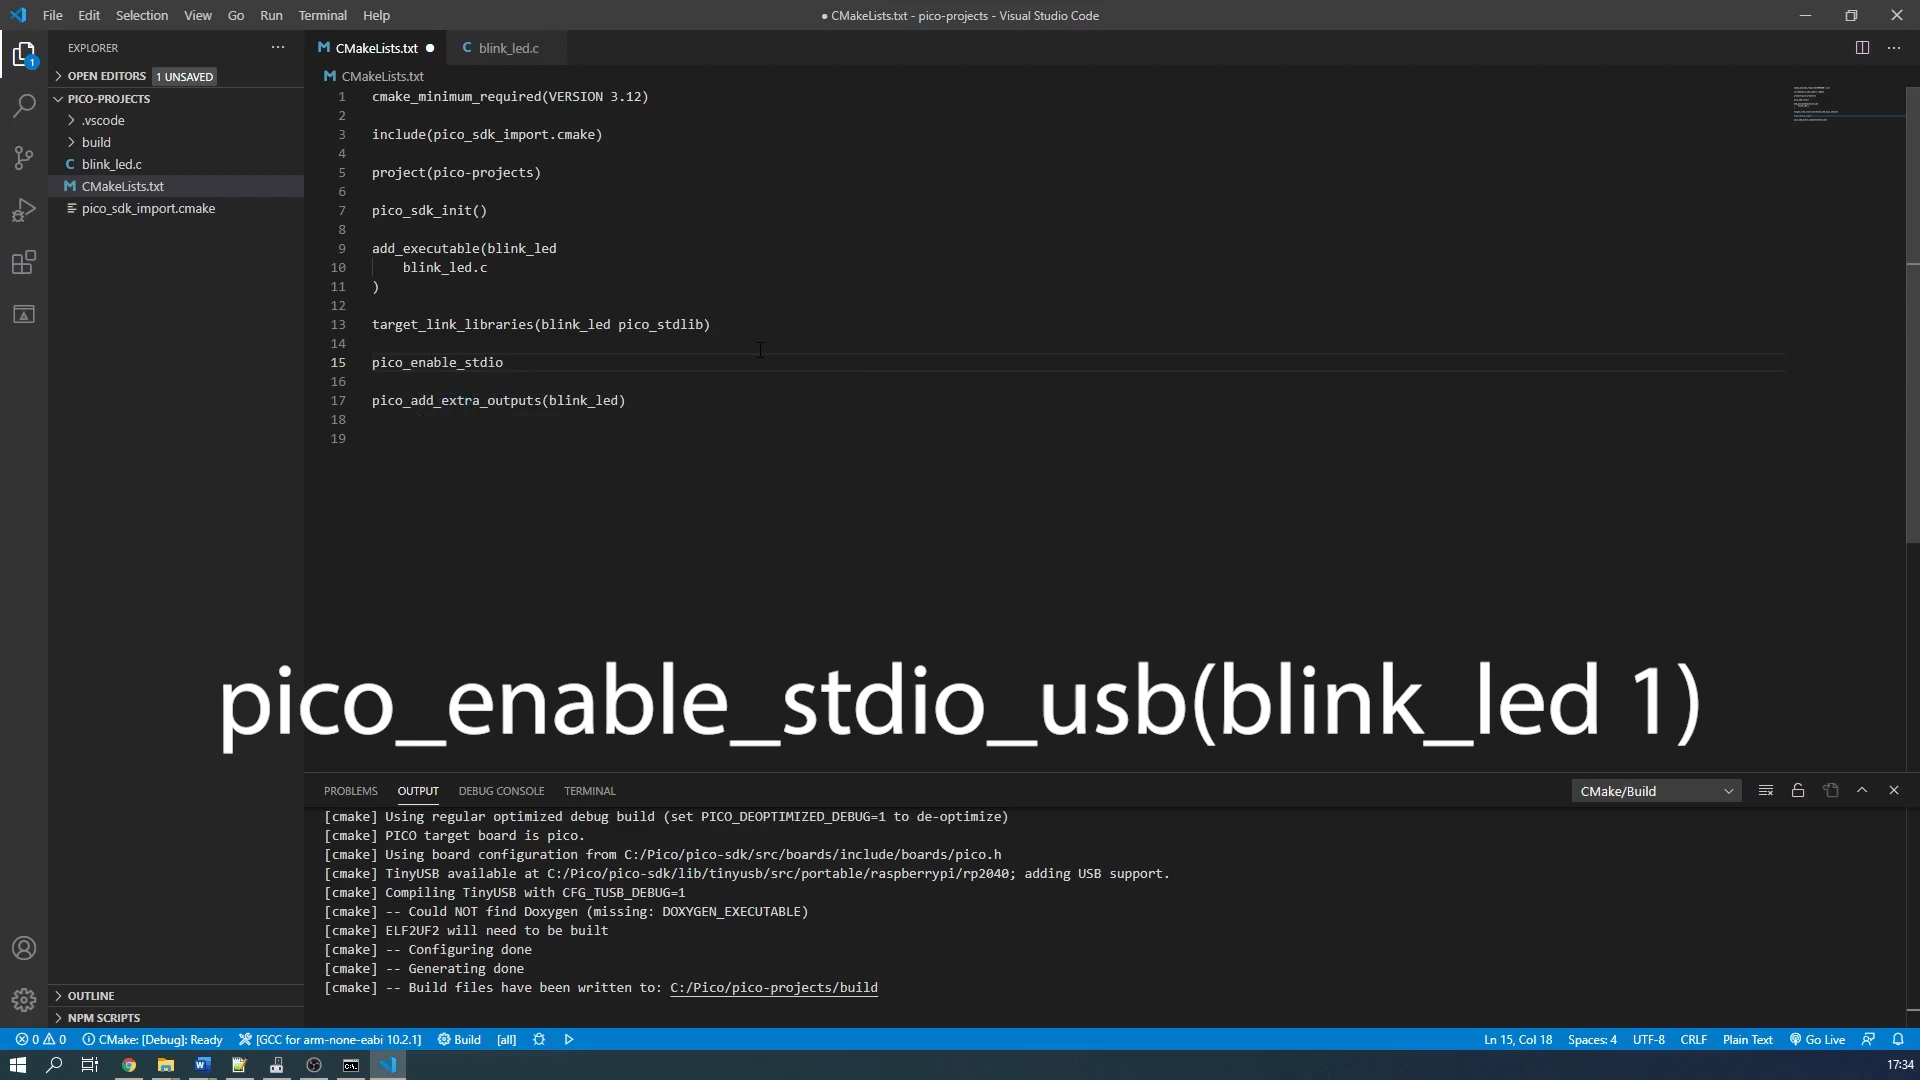 File Edit Selection View Go Run Terminal Help
● CMakeLists.txt - pico-projects - Visual Studio Code
EXPLORER
OPEN EDITORS 1 UNSAVED
PICO-PROJECTS
.vscode
build
C blink_led.c
M CMakeLists.txt
pico_sdk_import.cmake
OUTLINE
NPM SCRIPTS
1
M CMakeLists.txt ●
C blink_led.c
M CMakeLists.txt
1 cmake_minimum_required(VERSION 3.12)
2
3 include(pico_sdk_import.cmake)
4
5 project(pico-projects)
6
7 pico_sdk_init()
8
9 add_executable(blink_led
10 blink_led.c
11 )
12
13 target_link_libraries(blink_led pico_stdlib)
14
15 pico_enable_stdio
16
17 pico_add_extra_outputs(blink_led)
18
19
pico_enable_stdio_usb(blink_led 1)
PROBLEMS OUTPUT DEBUG CONSOLE TERMINAL
CMake/Build
[cmake] Using regular optimized debug build (set PICO_DEOPTIMIZED_DEBUG=1 to de-optimize)
[cmake] PICO target board is pico.
[cmake] Using board configuration from C:/Pico/pico-sdk/src/boards/include/boards/pico.h
[cmake] TinyUSB available at C:/Pico/pico-sdk/lib/tinyusb/src/portable/raspberrypi/rp2040; adding USB support.
[cmake] Compiling TinyUSB with CFG_TUSB_DEBUG=1
[cmake] -- Could NOT find Doxygen (missing: DOXYGEN_EXECUTABLE)
[cmake] ELF2UF2 will need to be built
[cmake] -- Configuring done
[cmake] -- Generating done
[cmake] -- Build files have been written to: C:/Pico/pico-projects/build
0 0 CMake: [Debug]: Ready [GCC for arm-none-eabi 10.2.1] Build [all]
Ln 15, Col 18 Spaces: 4 UTF-8 CRLF Plain Text Go Live
17:34